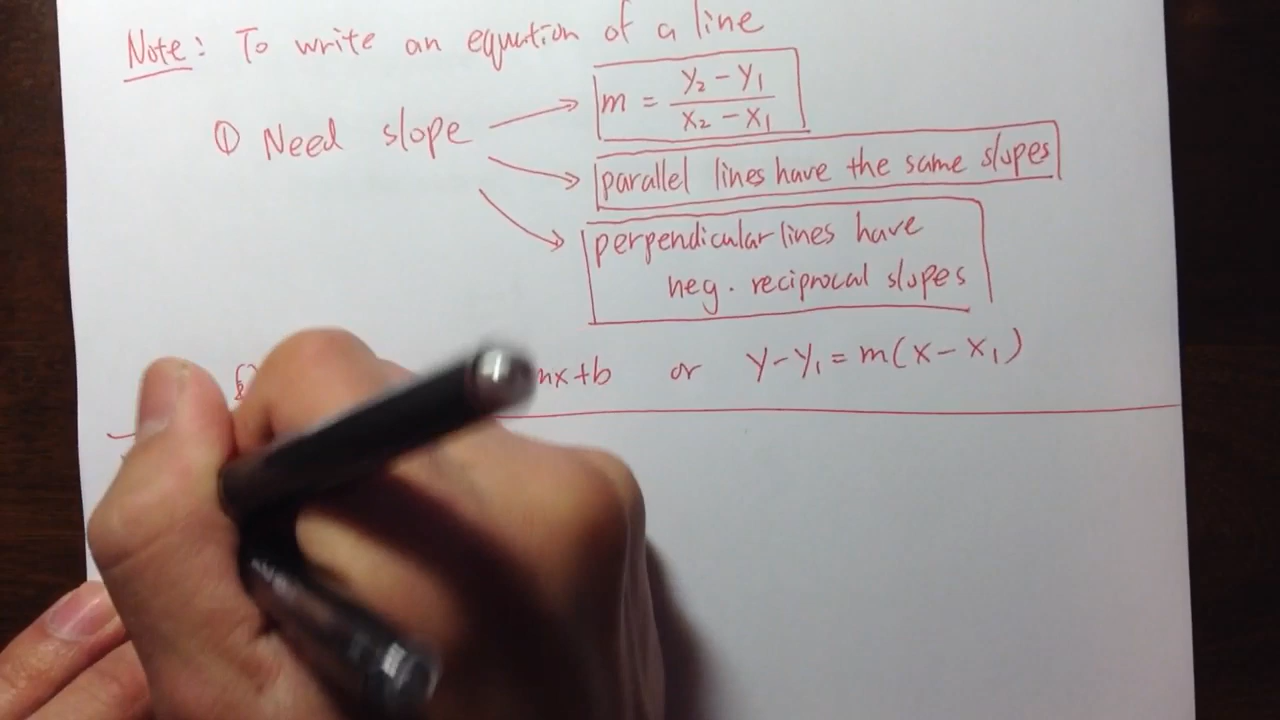 Note: To write an equation of a line
① Need slope
m = y₂ - y₁ / x₂ - x₁
parallel lines have the same slopes
perpendicular lines have
neg. reciprocal slopes
mx+b or y-y₁ = m(x-x₁)